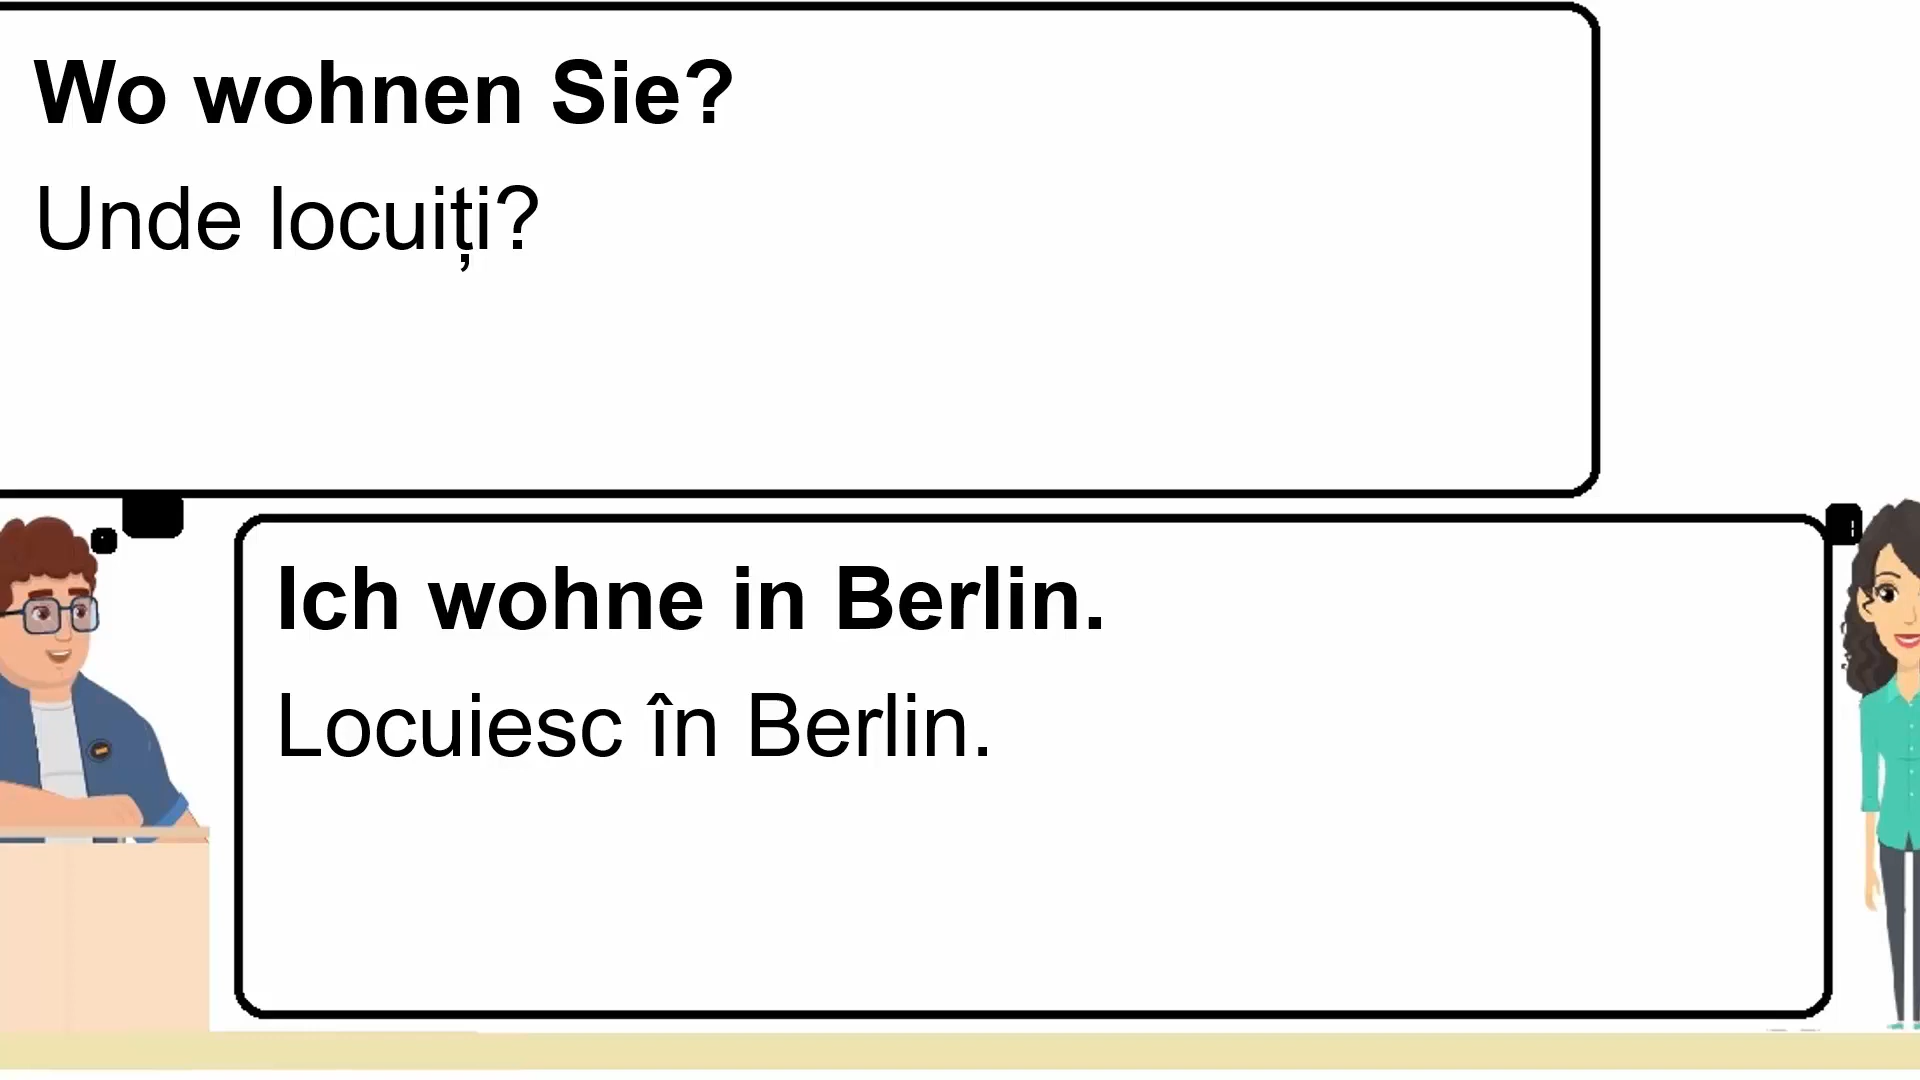 Wo wohnen Sie?
Unde locuiți?
Ich wohne in Berlin.
Locuiesc în Berlin.